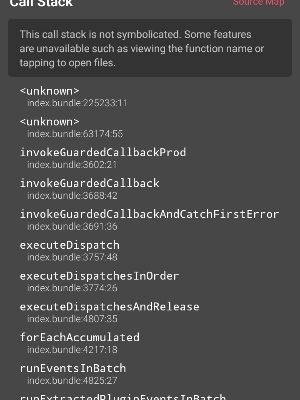 Call Stack
Source Map
This call stack is not symbolicated. Some features
are unavailable such as viewing the function name or
tapping to open files.
<unknown>
index.bundle:225233:11
<unknown>
index.bundle:63174:55
invokeGuardedCallbackProd
index.bundle:3602:21
invokeGuardedCallback
index.bundle:3688:42
invokeGuardedCallbackAndCatchFirstError
index.bundle:3691:36
executeDispatch
index.bundle:3757:48
executeDispatchesInOrder
index.bundle:3774:26
executeDispatchesAndRelease
index.bundle:4807:35
forEachAccumulated
index.bundle:4217:18
runEventsInBatch
index.bundle:4825:27
runExtractedPluginEventsInBatch